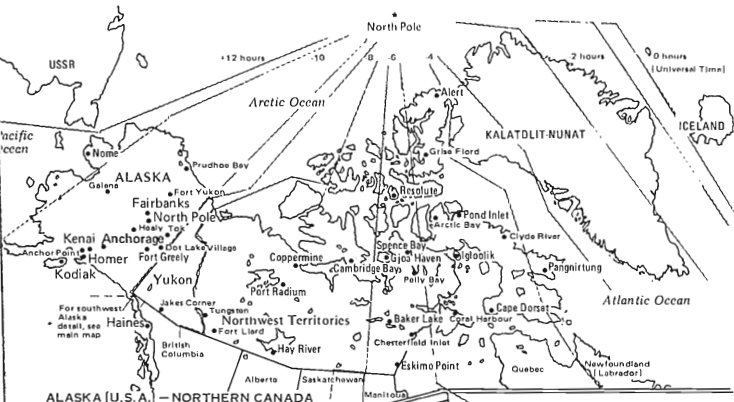 North Pole
USSR
+12 hours
-10
-8
-6
-4
2 hours
0 hours
(Universal Time)
Arctic Ocean
Alert
Pacific
Ocean
KALATDLIT-NUNAT
ICELAND
Nome
Prudhoe Bay
Grise Fiord
ALASKA
Galena
Fort Yukon
Resolute
Fairbanks
North Pole
Pond Inlet
Arctic Bay
Healy
Tok
Kenai
Anchorage
Dot Lake Village
Clyde River
Anchor Point
Homer
Fort Greely
Spence Bay
Gjoa Haven
Igloolik
Coppermine
Cambridge Bay
Pangnirtung
Kodiak
Yukon
Pelly Bay
Port Radium
Atlantic Ocean
For southwest
Alaska
detail, see
main map
Jakes Corner
Tungsten
Northwest Territories
Cape Dorset
Haines
Fort Liard
Baker Lake
Coral Harbour
British
Columbia
Chesterfield Inlet
Hay River
Eskimo Point
Newfoundland
(Labrador)
Quebec
Alberta
Saskatchewan
Manitoba
ALASKA [U.S.A.] — NORTHERN CANADA